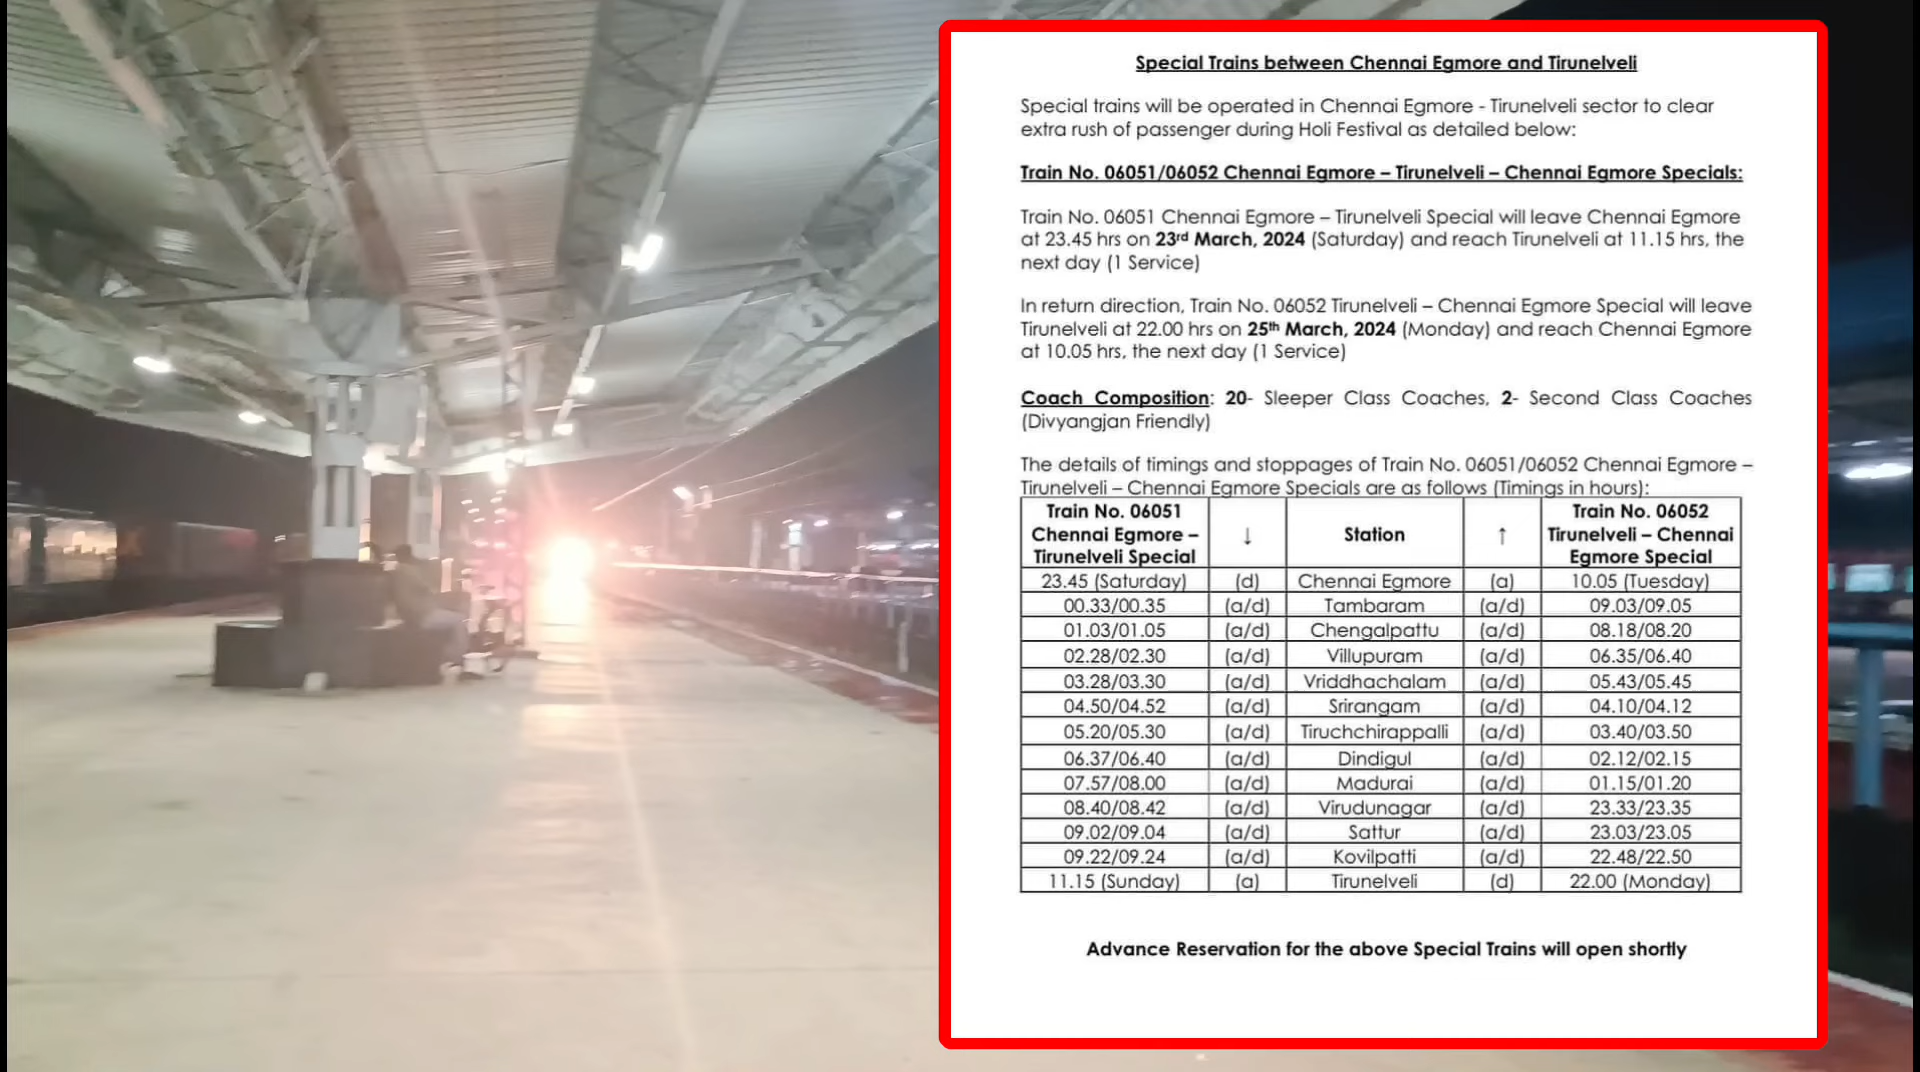 Special Trains between Chennai Egmore and Tirunelveli
Special trains will be operated in Chennai Egmore - Tirunelveli sector to clear
extra rush of passenger during Holi Festival as detailed below:
Train No. 06051/06052 Chennai Egmore – Tirunelveli – Chennai Egmore Specials:
Train No. 06051 Chennai Egmore – Tirunelveli Special will leave Chennai Egmore
at 23.45 hrs on 23rd March, 2024 (Saturday) and reach Tirunelveli at 11.15 hrs, the
next day (1 Service)
In return direction, Train No. 06052 Tirunelveli – Chennai Egmore Special will leave
Tirunelveli at 22.00 hrs on 25th March, 2024 (Monday) and reach Chennai Egmore
at 10.05 hrs, the next day (1 Service)
Coach Composition: 20- Sleeper Class Coaches, 2- Second Class Coaches
(Divyangjan Friendly)
The details of timings and stoppages of Train No. 06051/06052 Chennai Egmore –
Tirunelveli – Chennai Egmore Specials are as follows (Timings in hours):
Train No. 06051 Chennai Egmore – Tirunelveli Special ↓ Station ↑ Train No. 06052 Tirunelveli – Chennai Egmore Special
23.45 (Saturday) (d) Chennai Egmore (a) 10.05 (Tuesday)
00.33/00.35 (a/d) Tambaram (a/d) 09.03/09.05
01.03/01.05 (a/d) Chengalpattu (a/d) 08.18/08.20
02.28/02.30 (a/d) Villupuram (a/d) 06.35/06.40
03.28/03.30 (a/d) Vriddhachalam (a/d) 05.43/05.45
04.50/04.52 (a/d) Srirangam (a/d) 04.10/04.12
05.20/05.30 (a/d) Tiruchchirappalli (a/d) 03.40/03.50
06.37/06.40 (a/d) Dindigul (a/d) 02.12/02.15
07.57/08.00 (a/d) Madurai (a/d) 01.15/01.20
08.40/08.42 (a/d) Virudunagar (a/d) 23.33/23.35
09.02/09.04 (a/d) Sattur (a/d) 23.03/23.05
09.22/09.24 (a/d) Kovilpatti (a/d) 22.48/22.50
11.15 (Sunday) (a) Tirunelveli (d) 22.00 (Monday)
Advance Reservation for the above Special Trains will open shortly